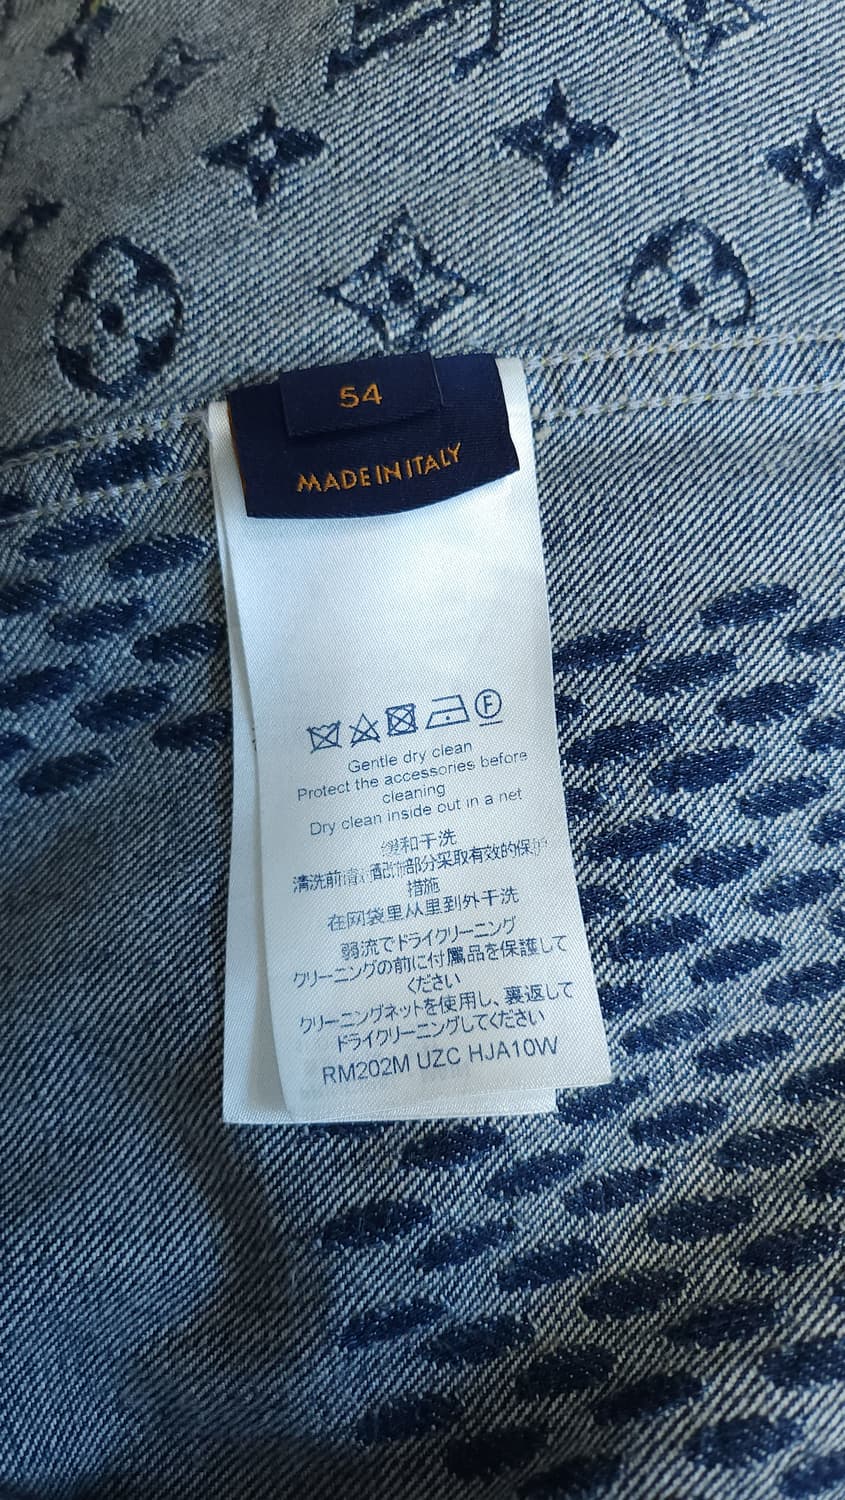 54
MADE IN ITALY
F
Gentle dry clean
Protect the accessories before
cleaning
Dry clean inside out in a net
缓和干洗
清洗前请对配饰部分采取有效的保护
措施
在网袋里从里到外干洗
弱流でドライクリーニング
クリーニングの前に付属品を保護して
ください
クリーニングネットを使用し、裏返して
ドライクリーニングしてください
RM202M UZC HJA10W